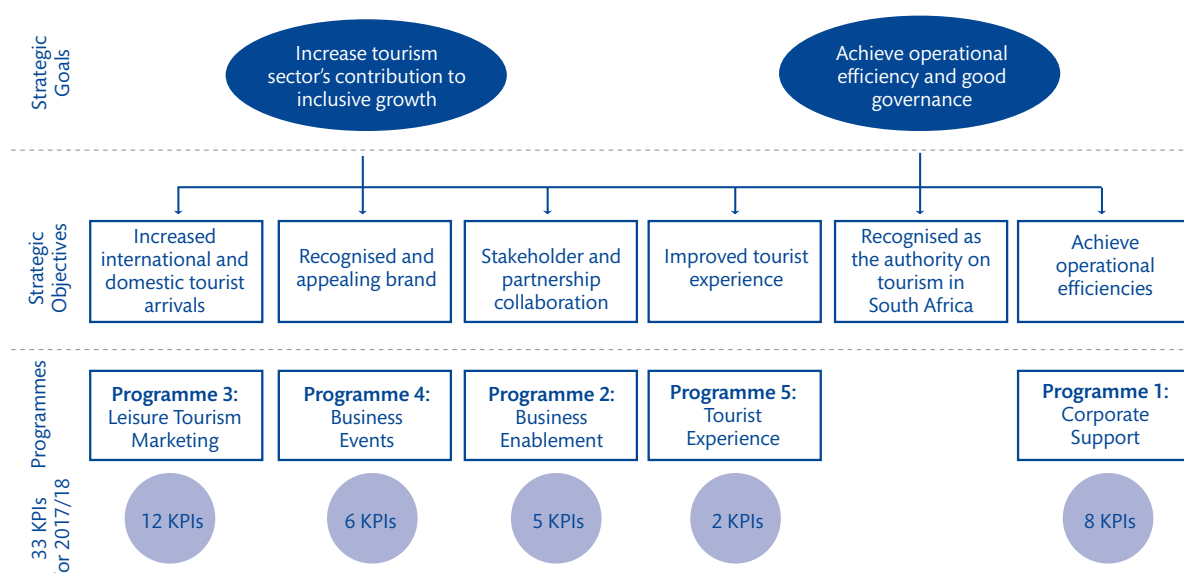 Strategic
Goals
Increase tourism
sector's contribution to
inclusive growth
Achieve operational
efficiency and good
governance
Strategic
Objectives
Increased
international and
domestic tourist
arrivals
Recognised and
appealing brand
Stakeholder and
partnership
collaboration
Improved tourist
experience
Recognised as
the authority on
tourism in
South Africa
Achieve
operational
efficiencies
Programmes
Programme 3:
Leisure Tourism
Marketing
Programme 4:
Business
Events
Programme 2:
Business
Enablement
Programme 5:
Tourist
Experience
Programme 1:
Corporate
Support
33 KPIs
for 2017/18
12 KPIs
6 KPIs
5 KPIs
2 KPIs
8 KPIs